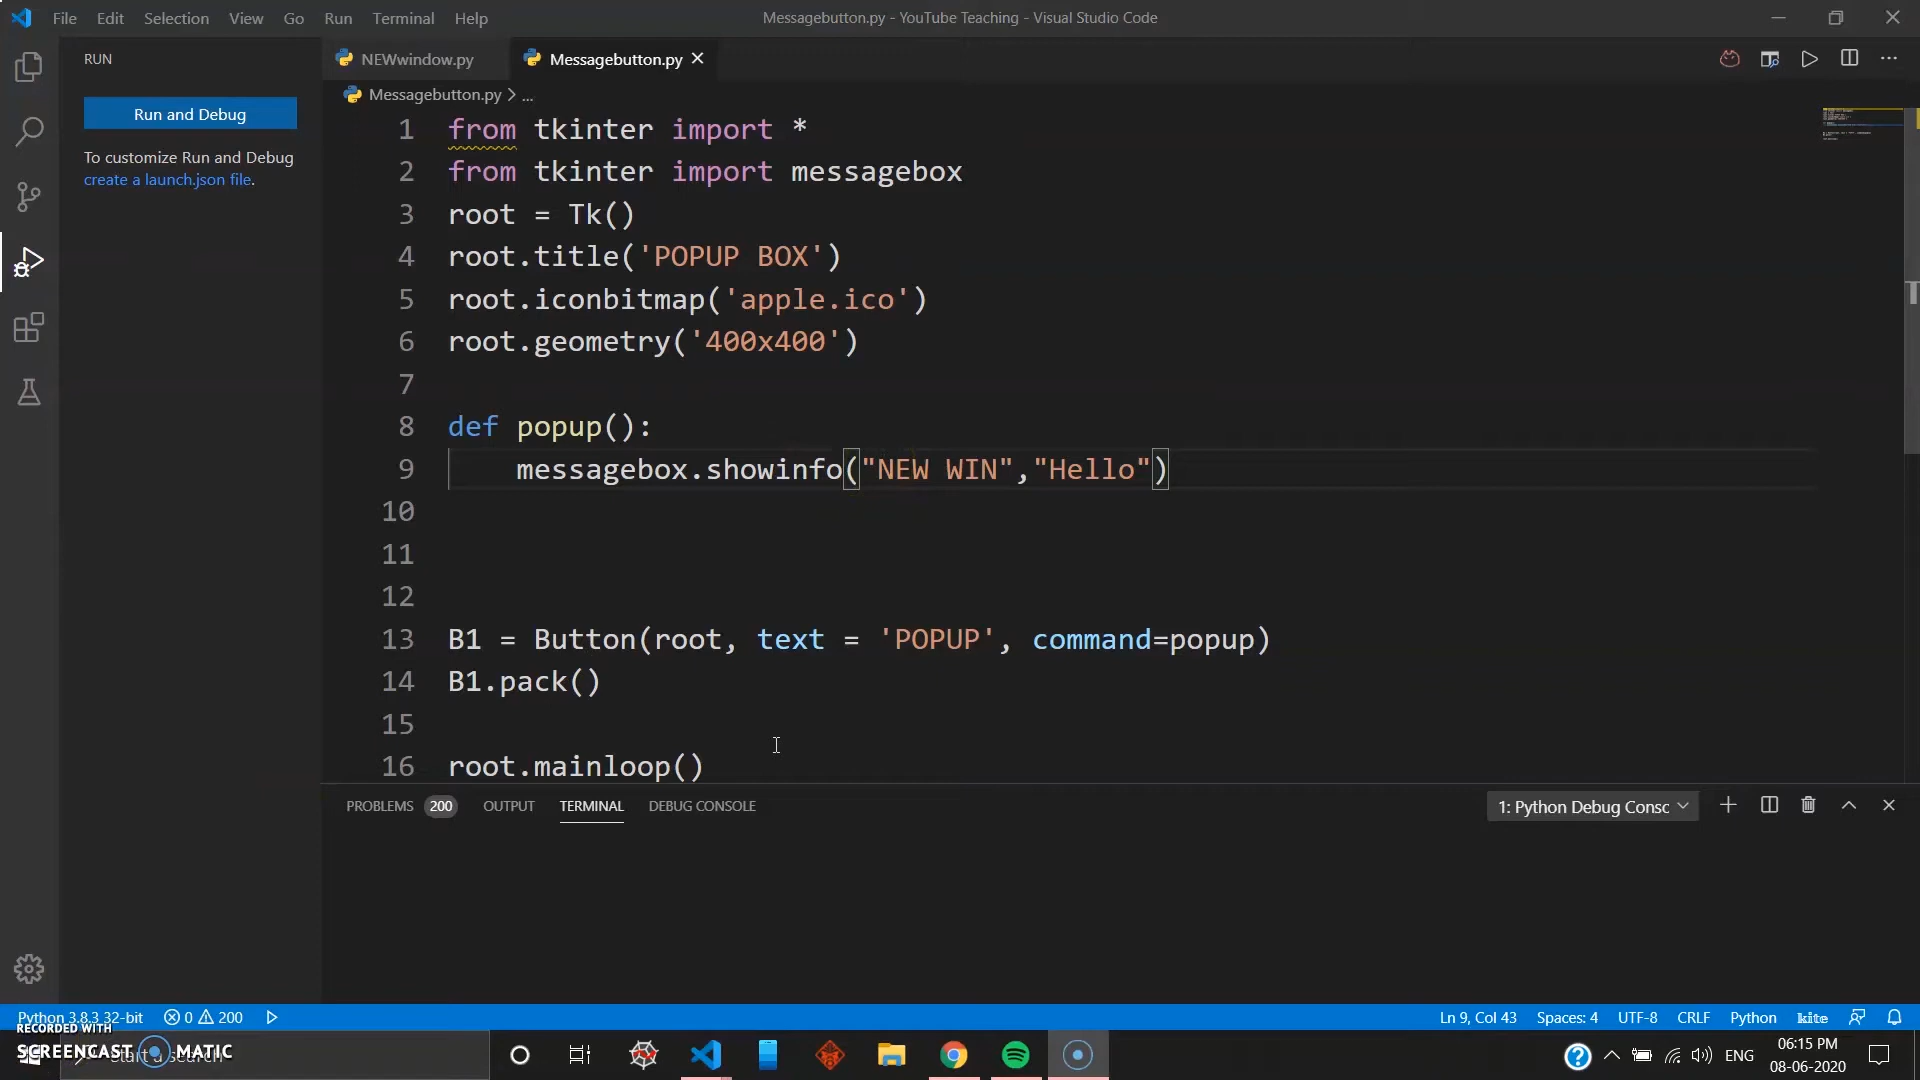 File Edit Selection View Go Run Terminal Help
Messagebutton.py - YouTube Teaching - Visual Studio Code
RUN
NEWwindow.py
Messagebutton.py
Run and Debug
To customize Run and Debug
create a launch.json file.
Messagebutton.py > ...
1 from tkinter import *
2 from tkinter import messagebox
3 root = Tk()
4 root.title('POPUP BOX')
5 root.iconbitmap('apple.ico')
6 root.geometry('400x400')
7
8 def popup():
9 messagebox.showinfo("NEW WIN","Hello")
10
11
12
13 B1 = Button(root, text = 'POPUP', command=popup)
14 B1.pack()
15
16 root.mainloop()
PROBLEMS 200 OUTPUT TERMINAL DEBUG CONSOLE
1: Python Debug Consc
Python 3.8.3 32-bit 0 200
Ln 9, Col 43 Spaces: 4 UTF-8 CRLF Python kite
RECORDED WITH
SCREENCAST MATIC
ENG
06:15 PM
08-06-2020